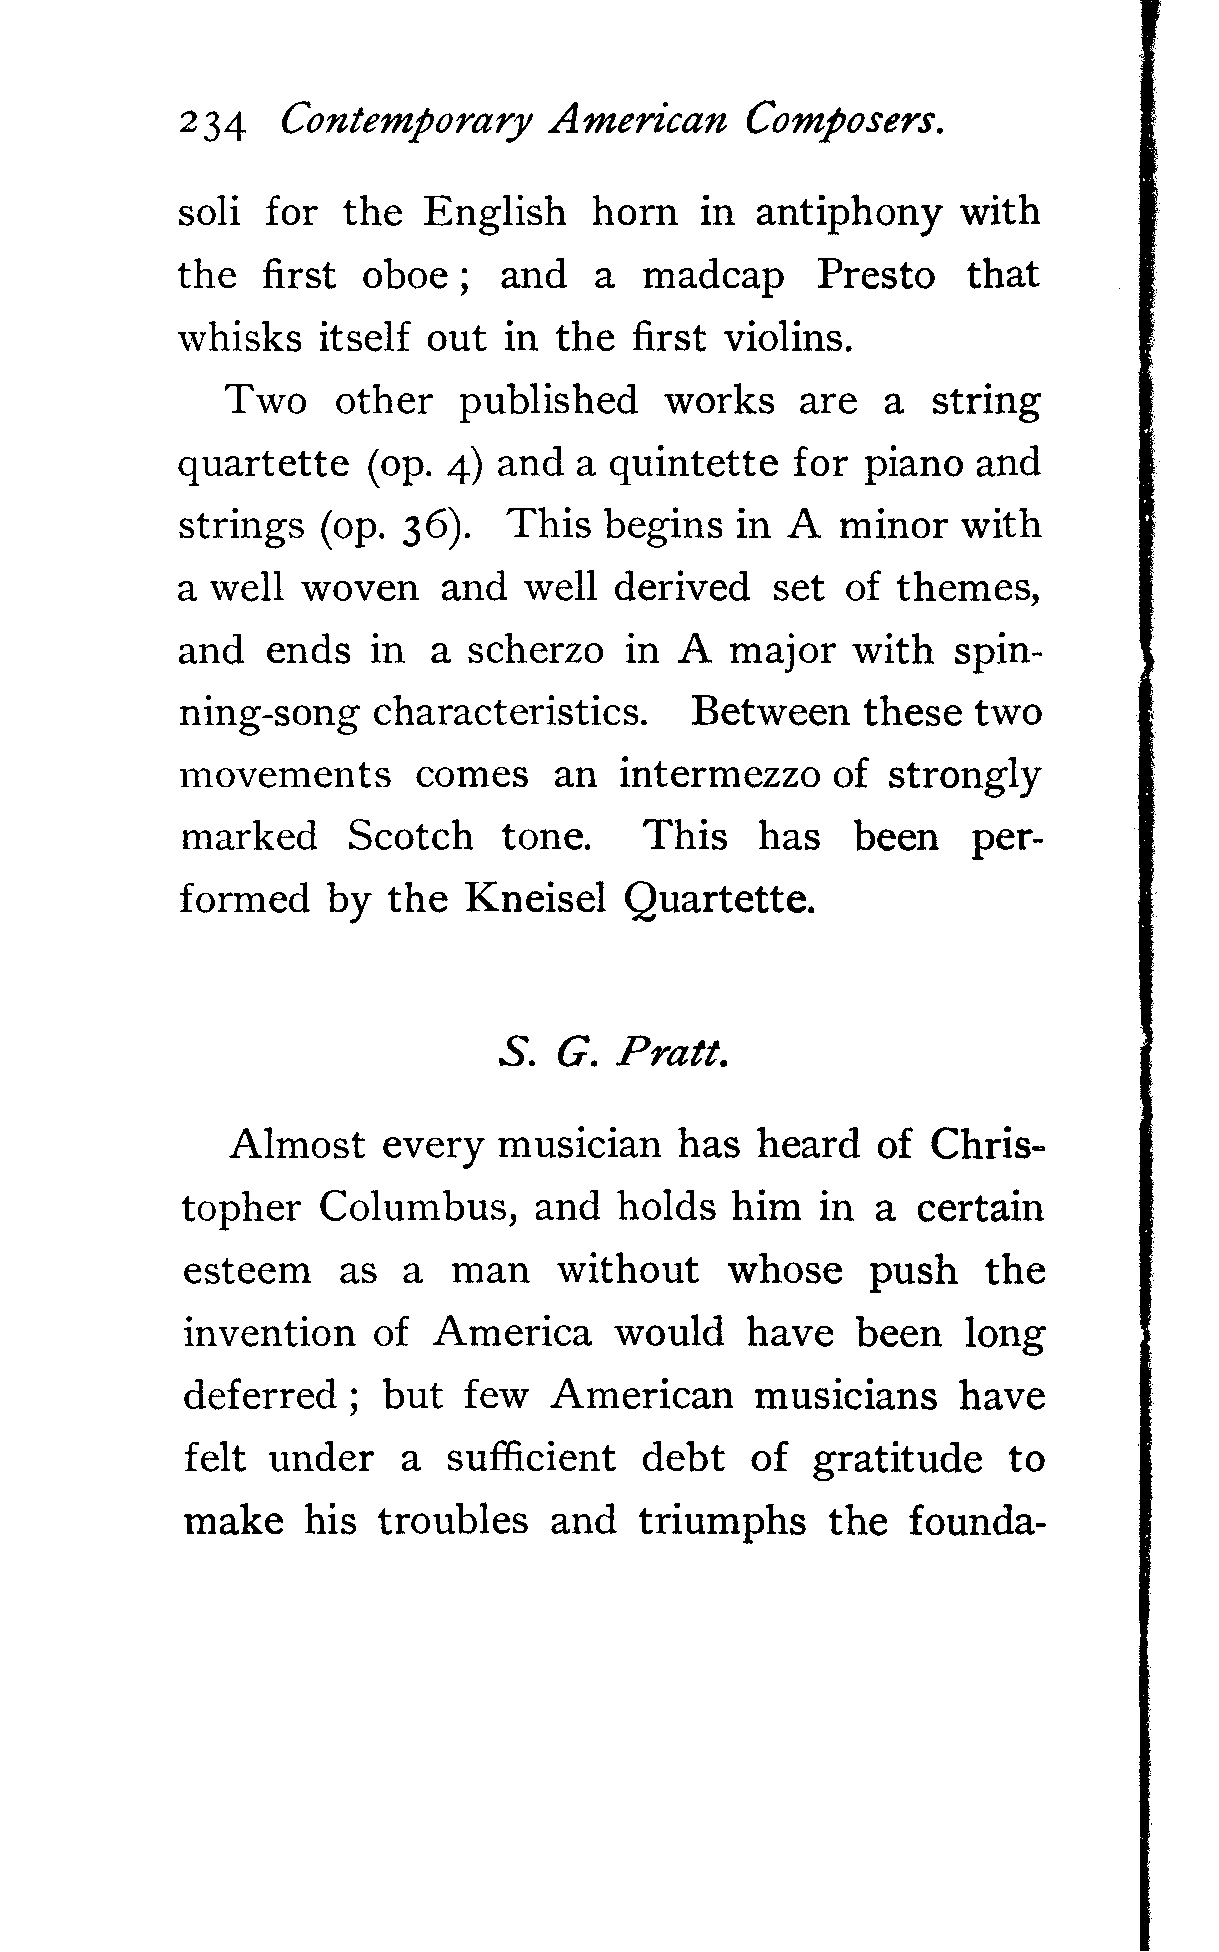 234 Contemporary American Composers.
soli for the English horn in antiphony with
the first oboe ; and a madcap Presto that
whisks itself out in the first violins.
Two other published works are a string
quartette (op. 4) and a quintette for piano and
strings (op. 36). This begins in A minor with
a well woven and well derived set of themes,
and ends in a scherzo in A major with spin-
ning-song characteristics. Between these two
movements comes an intermezzo of strongly
marked Scotch tone. This has been per-
formed by the Kneisel Quartette.
S. G. Pratt.
Almost every musician has heard of Chris-
topher Columbus, and holds him in a certain
esteem as a man without whose push the
invention of America would have been long
deferred ; but few American musicians have
felt under a sufficient debt of gratitude to
make his troubles and triumphs the founda-